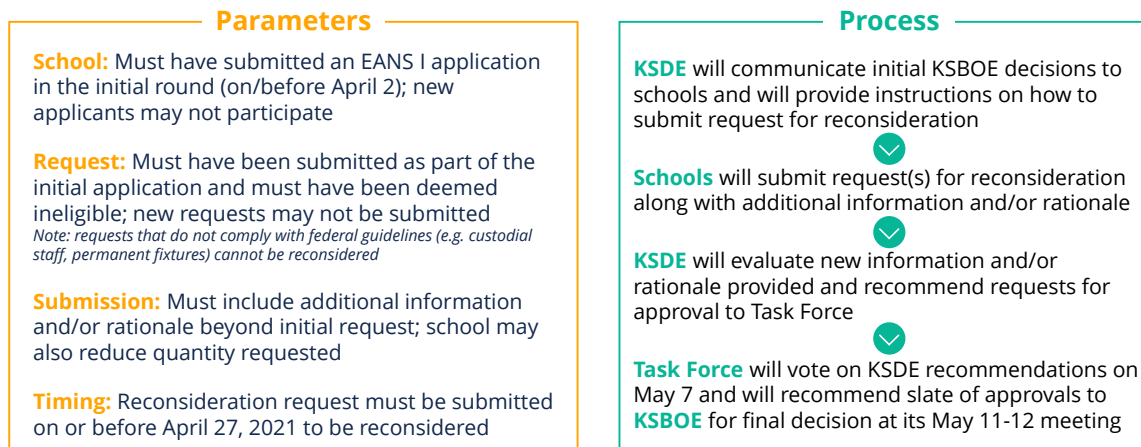 Parameters
School: Must have submitted an EANS I application
in the initial round (on/before April 2); new
applicants may not participate
Request: Must have been submitted as part of the
initial application and must have been deemed
ineligible; new requests may not be submitted
Note: requests that do not comply with federal guidelines (e.g. custodial
staff, permanent fixtures) cannot be reconsidered
Submission: Must include additional information
and/or rationale beyond initial request; school may
also reduce quantity requested
Timing: Reconsideration request must be submitted
on or before April 27, 2021 to be reconsidered
Process
KSDE will communicate initial KSBOE decisions to
schools and will provide instructions on how to
submit request for reconsideration
Schools will submit request(s) for reconsideration
along with additional information and/or rationale
KSDE will evaluate new information and/or
rationale provided and recommend requests for
approval to Task Force
Task Force will vote on KSDE recommendations on
May 7 and will recommend slate of approvals to
KSBOE for final decision at its May 11-12 meeting